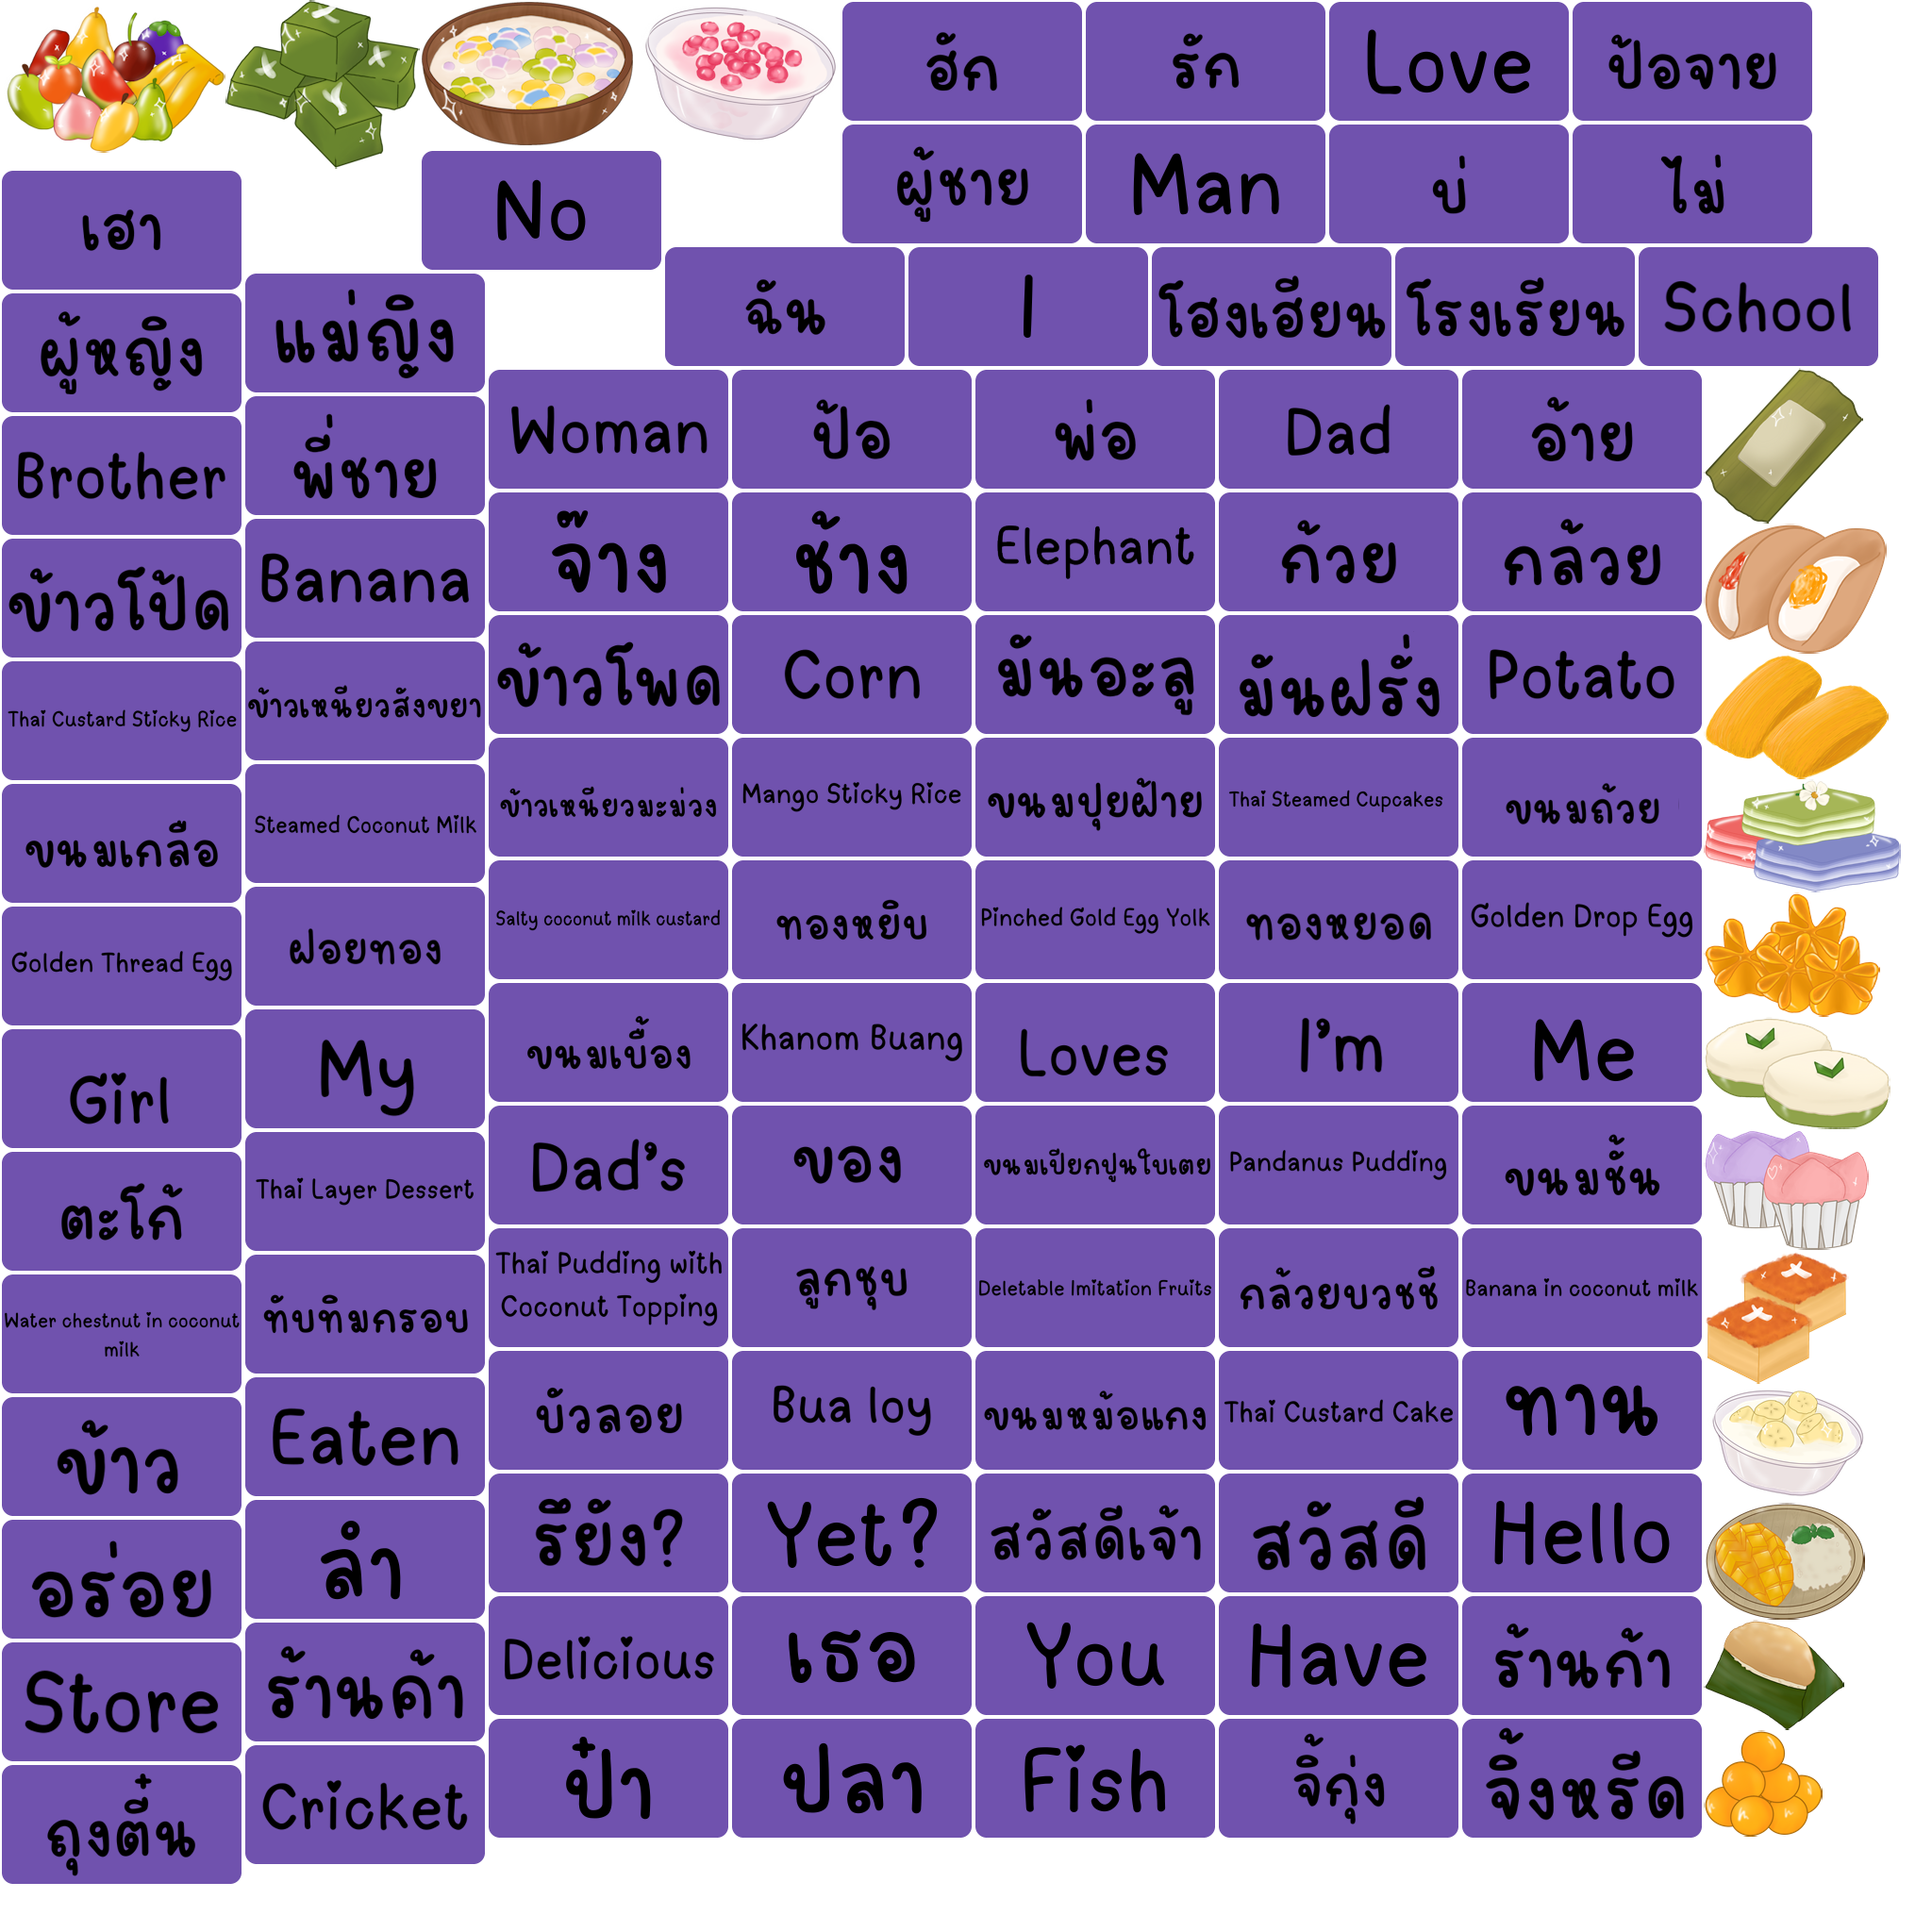 ฮัก
รัก
Love
ป้อจาย
ผู้ชาย
Man
บ่
ไม่
No
เฮา
ฉัน
I
โฮงเฮียน
โรงเรียน
School
ผู้หญิง
แม่ญิง
Woman
ป้อ
พ่อ
Dad
อ้าย
Brother
พี่ชาย
จ๊าง
ช้าง
Elephant
ก้วย
กล้วย
ข้าวโป้ด
Banana
ข้าวโพด
Corn
มันอะลู
มันฝรั่ง
Potato
Thai Custard Sticky Rice
ข้าวเหนียวสังขยา
ข้าวเหนียวมะม่วง
Mango Sticky Rice
ขนมปุยฝ้าย
Thai Steamed Cupcakes
ขนมถ้วย
ขนมเกลือ
Steamed Coconut Milk
Salty coconut milk custard
ทองหยิบ
Pinched Gold Egg Yolk
ทองหยอด
Golden Drop Egg
Golden Thread Egg
ฝอยทอง
ขนมเบื้อง
Khanom Buang
Loves
I'm
Me
Girl
My
Dad's
ของ
ขนมเปียกปูนใบเตย
Pandanus Pudding
ขนมชั้น
ตะโก้
Thai Layer Dessert
Thai Pudding with
Coconut Topping
ลูกชุบ
Deletable Imitation Fruits
กล้วยบวชชี
Banana in coconut milk
Water chestnut in coconut
milk
ทับทิมกรอบ
บัวลอย
Bua loy
ขนมหม้อแกง
Thai Custard Cake
ทาน
ข้าว
Eaten
รึยัง?
Yet?
สวัสดีเจ้า
สวัสดี
Hello
อร่อย
ลำ
Delicious
เธอ
You
Have
ร้านก้า
Store
ร้านค้า
ป๋า
ปลา
Fish
จิ้กุ่ง
จิ้งหรีด
ถุงตี๋น
Cricket